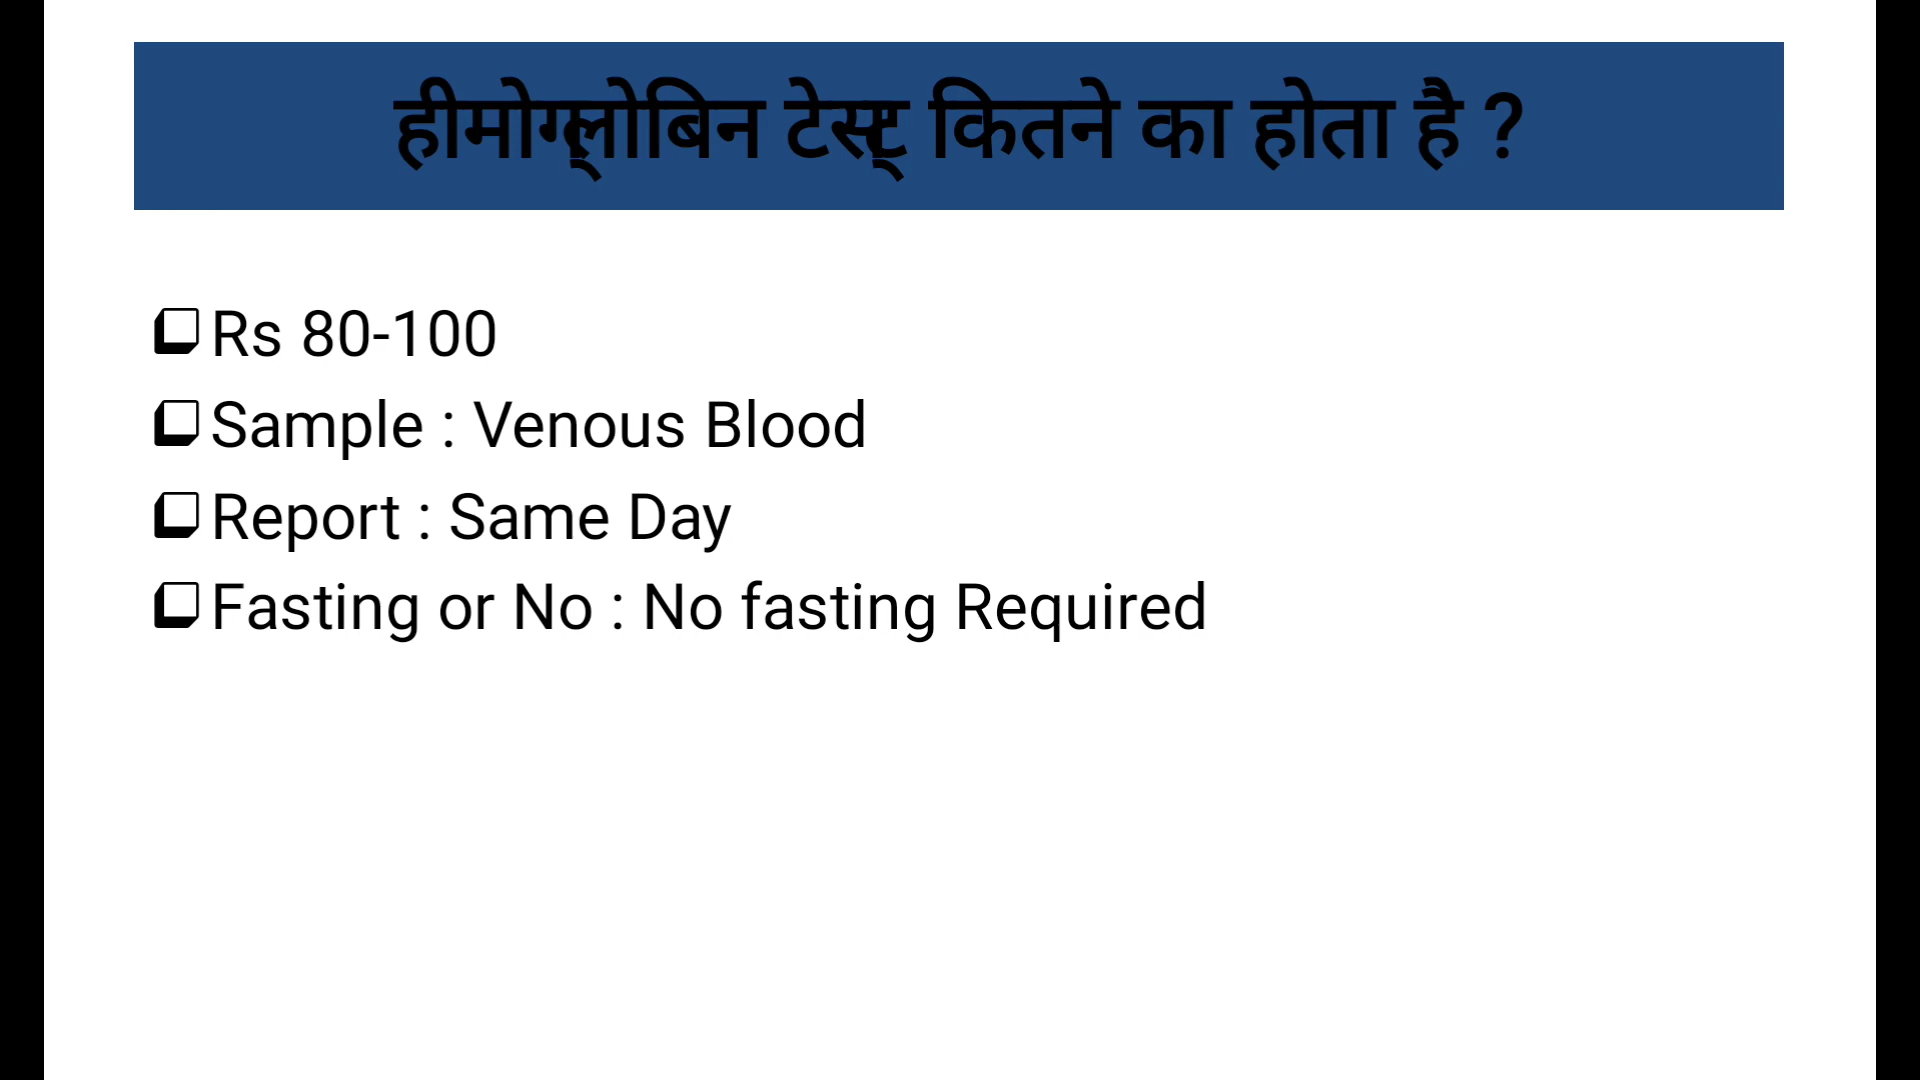 हीमोग्लोबिन टेस्ट कितने का होता है ?
Rs 80-100
Sample : Venous Blood
Report : Same Day
Fasting or No : No fasting Required